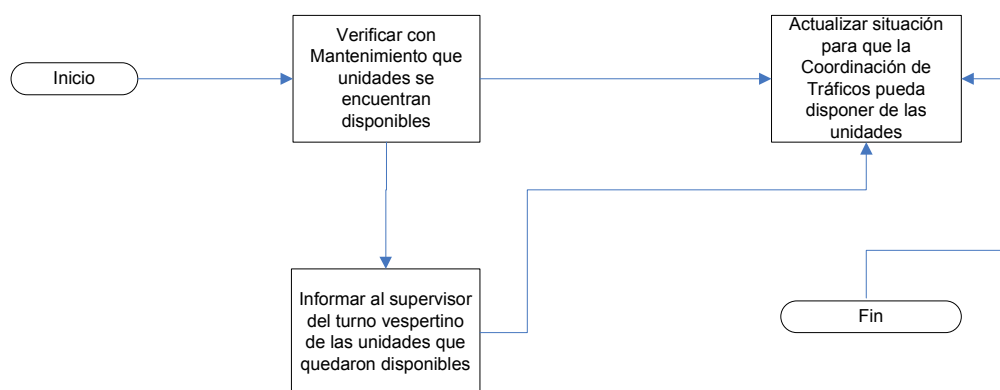 Inicio
Verificar con
Mantenimiento que
unidades se
encuentran
disponibles
Actualizar situación
para que la
Coordinación de
Tráficos pueda
disponer de las
unidades
Informar al supervisor
del turno vespertino
de las unidades que
quedaron disponibles
Fin